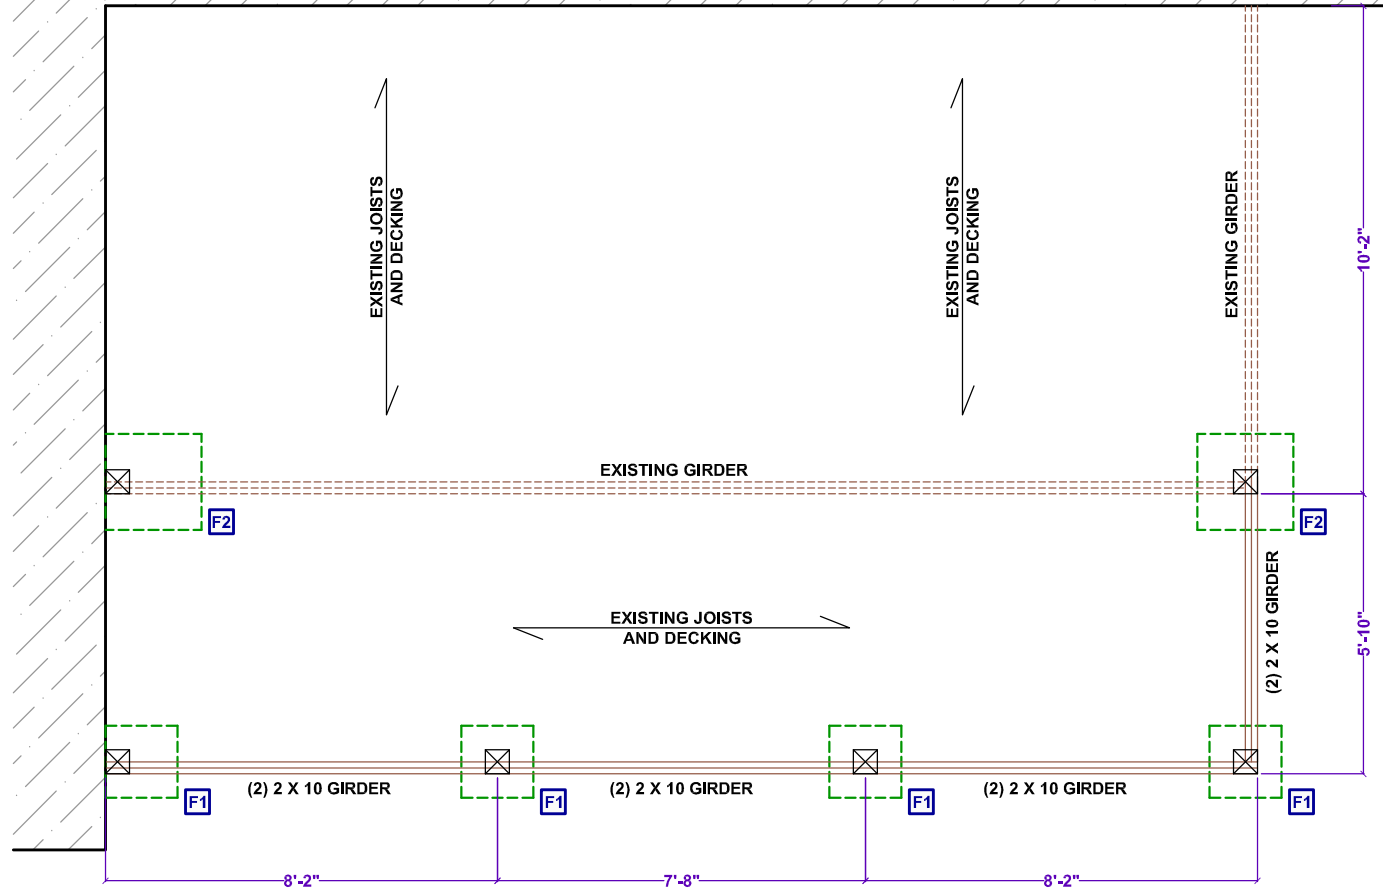 EXISTING JOISTS
AND DECKING
EXISTING JOISTS
AND DECKING
EXISTING GIRDER
10'-2"
EXISTING GIRDER
F2
F2
EXISTING JOISTS
AND DECKING
(2) 2 X 10 GIRDER
5'-10"
(2) 2 X 10 GIRDER
(2) 2 X 10 GIRDER
(2) 2 X 10 GIRDER
F1
F1
F1
F1
8'-2"
7'-8"
8'-2"